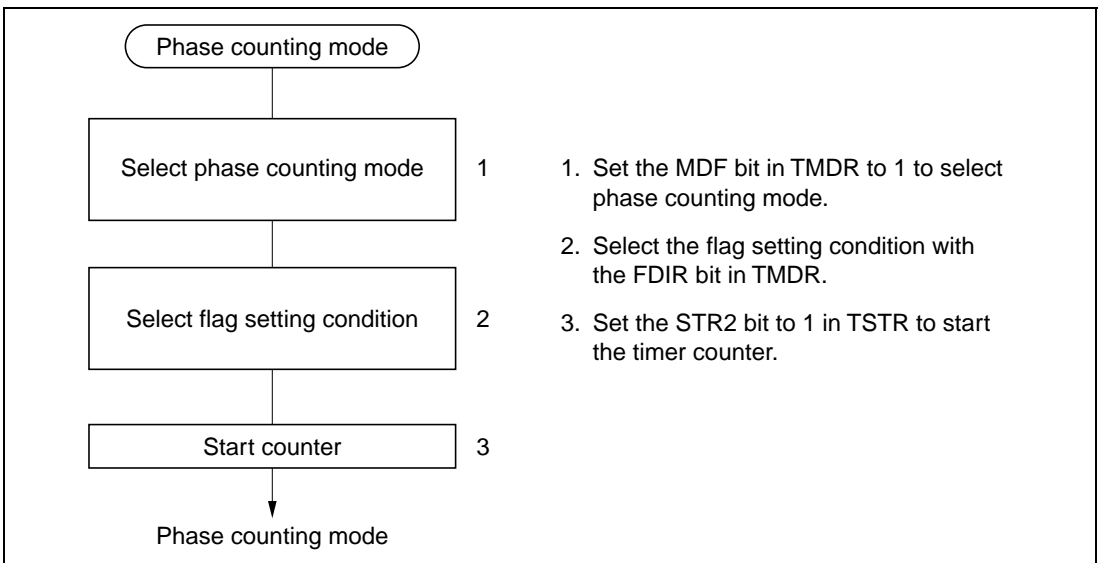 Phase counting mode
Select phase counting mode 1
Select flag setting condition 2
Start counter 3
Phase counting mode
1. Set the MDF bit in TMDR to 1 to select
phase counting mode.
2. Select the flag setting condition with
the FDIR bit in TMDR.
3. Set the STR2 bit to 1 in TSTR to start
the timer counter.